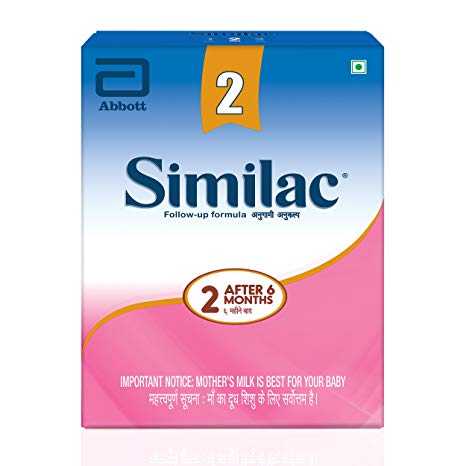 2
Abbott
Similac®
Follow-up formula अनुगामी अनुकल्प
2 AFTER 6
MONTHS
६ महीने बाद
IMPORTANT NOTICE: MOTHER'S MILK IS BEST FOR YOUR BABY
महत्त्वपूर्ण सूचना : माँ का दूध शिशु के लिए सर्वोत्तम है।